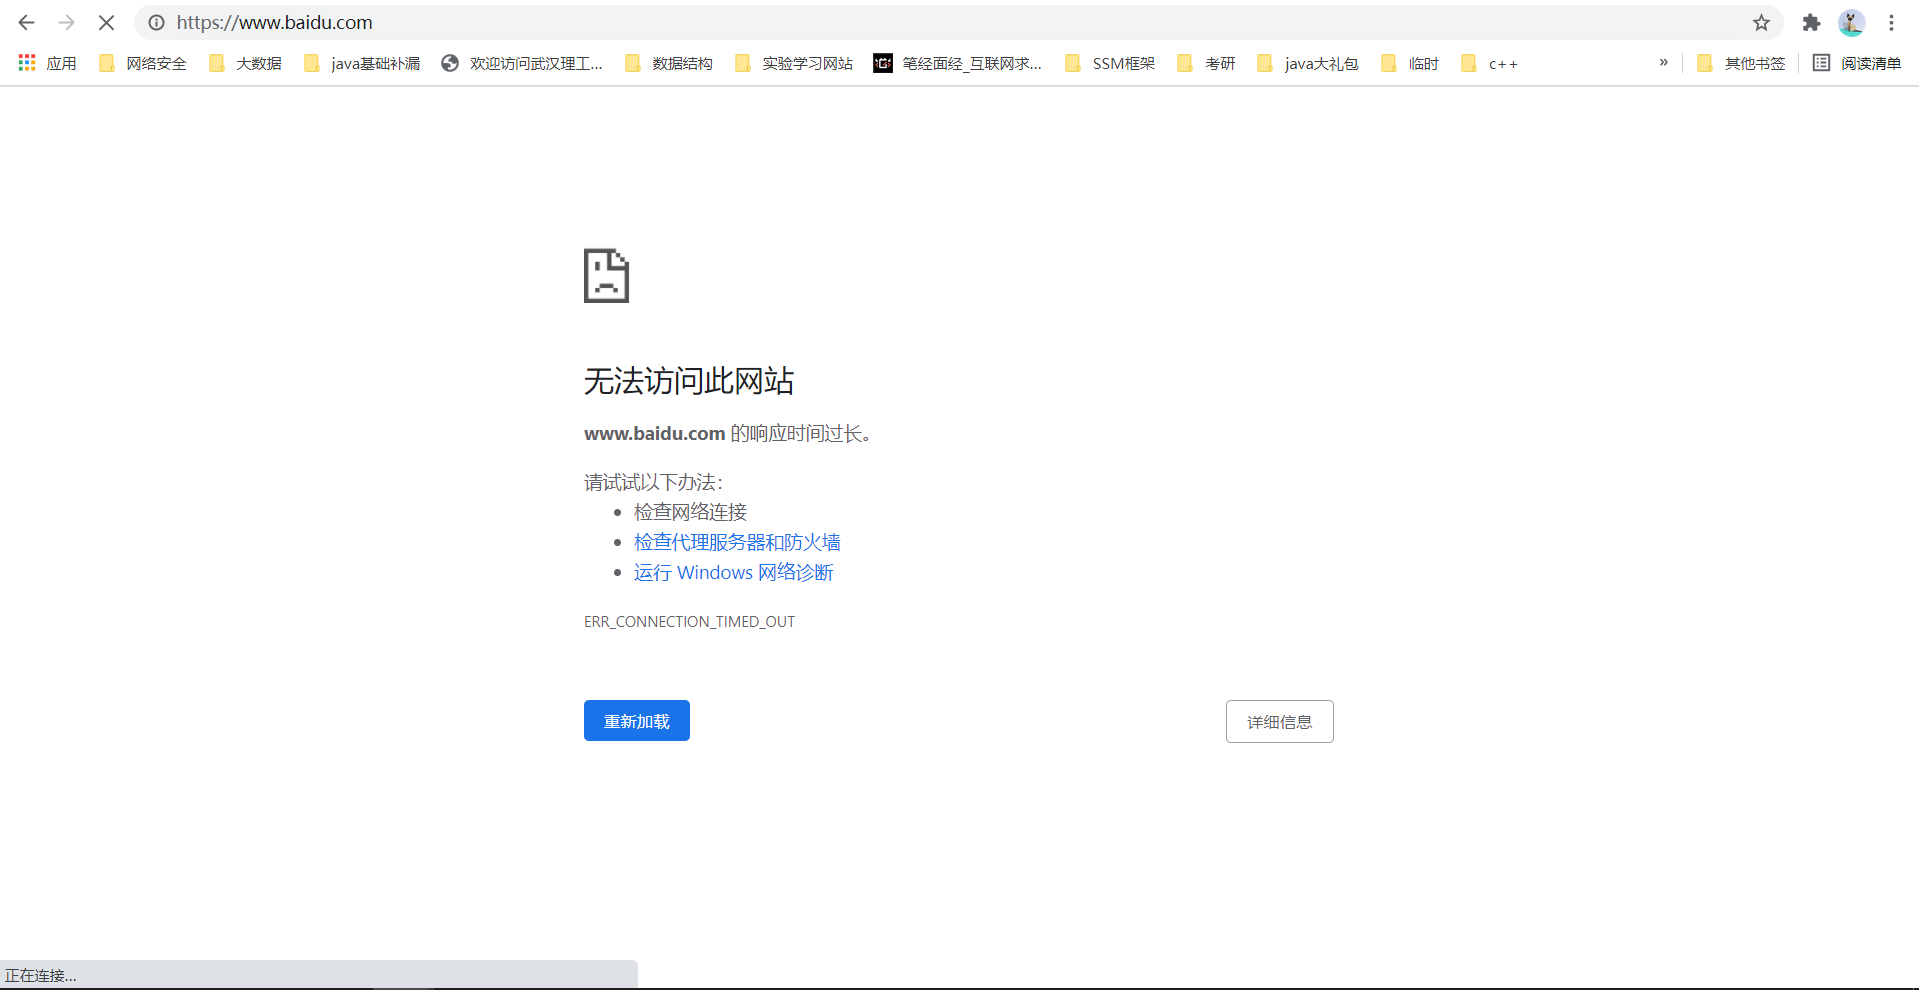 https://www.baidu.com
应用 网络安全 大数据 java基础补漏 欢迎访问武汉理工... 数据结构 实验学习网站 笔经面经_互联网求... SSM框架 考研 java大礼包 临时 c++ » 其他书签 阅读清单
无法访问此网站
www.baidu.com 的响应时间过长。
请试试以下办法：
• 检查网络连接
• 检查代理服务器和防火墙
• 运行 Windows 网络诊断
ERR_CONNECTION_TIMED_OUT
重新加载 详细信息
正在连接...